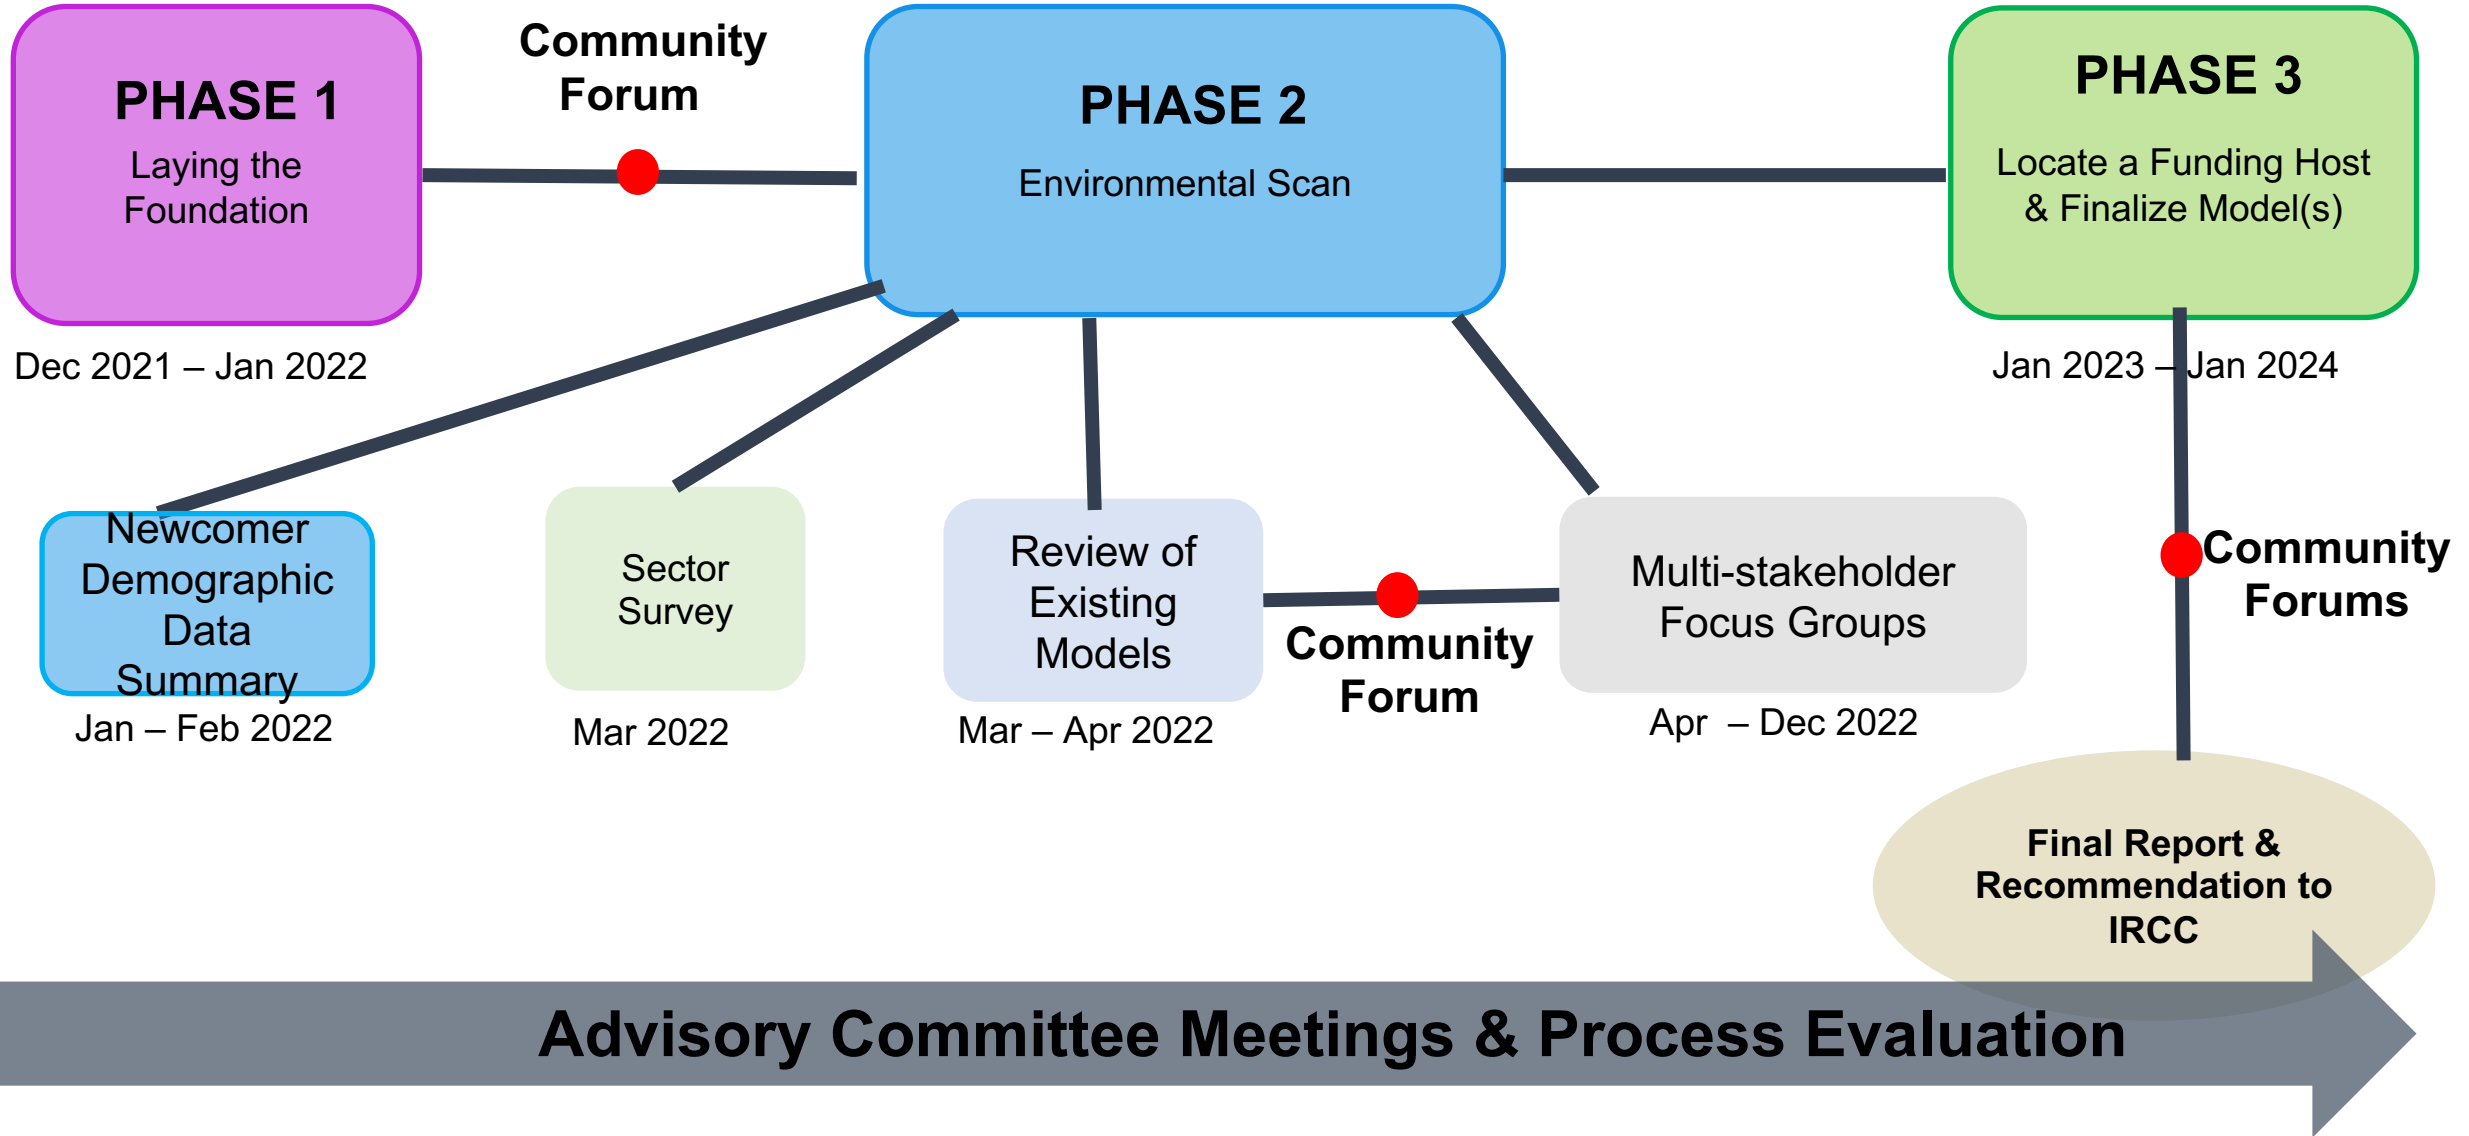 PHASE 1
Laying the
Foundation
Dec 2021 – Jan 2022
Community
Forum
PHASE 2
Environmental Scan
PHASE 3
Locate a Funding Host
& Finalize Model(s)
Jan 2023 – Jan 2024
Newcomer
Demographic
Data
Summary
Jan – Feb 2022
Sector
Survey
Mar 2022
Review of
Existing
Models
Mar – Apr 2022
Community
Forum
Multi-stakeholder
Focus Groups
Apr – Dec 2022
Community
Forums
Final Report &
Recommendation to
IRCC
Advisory Committee Meetings & Process Evaluation